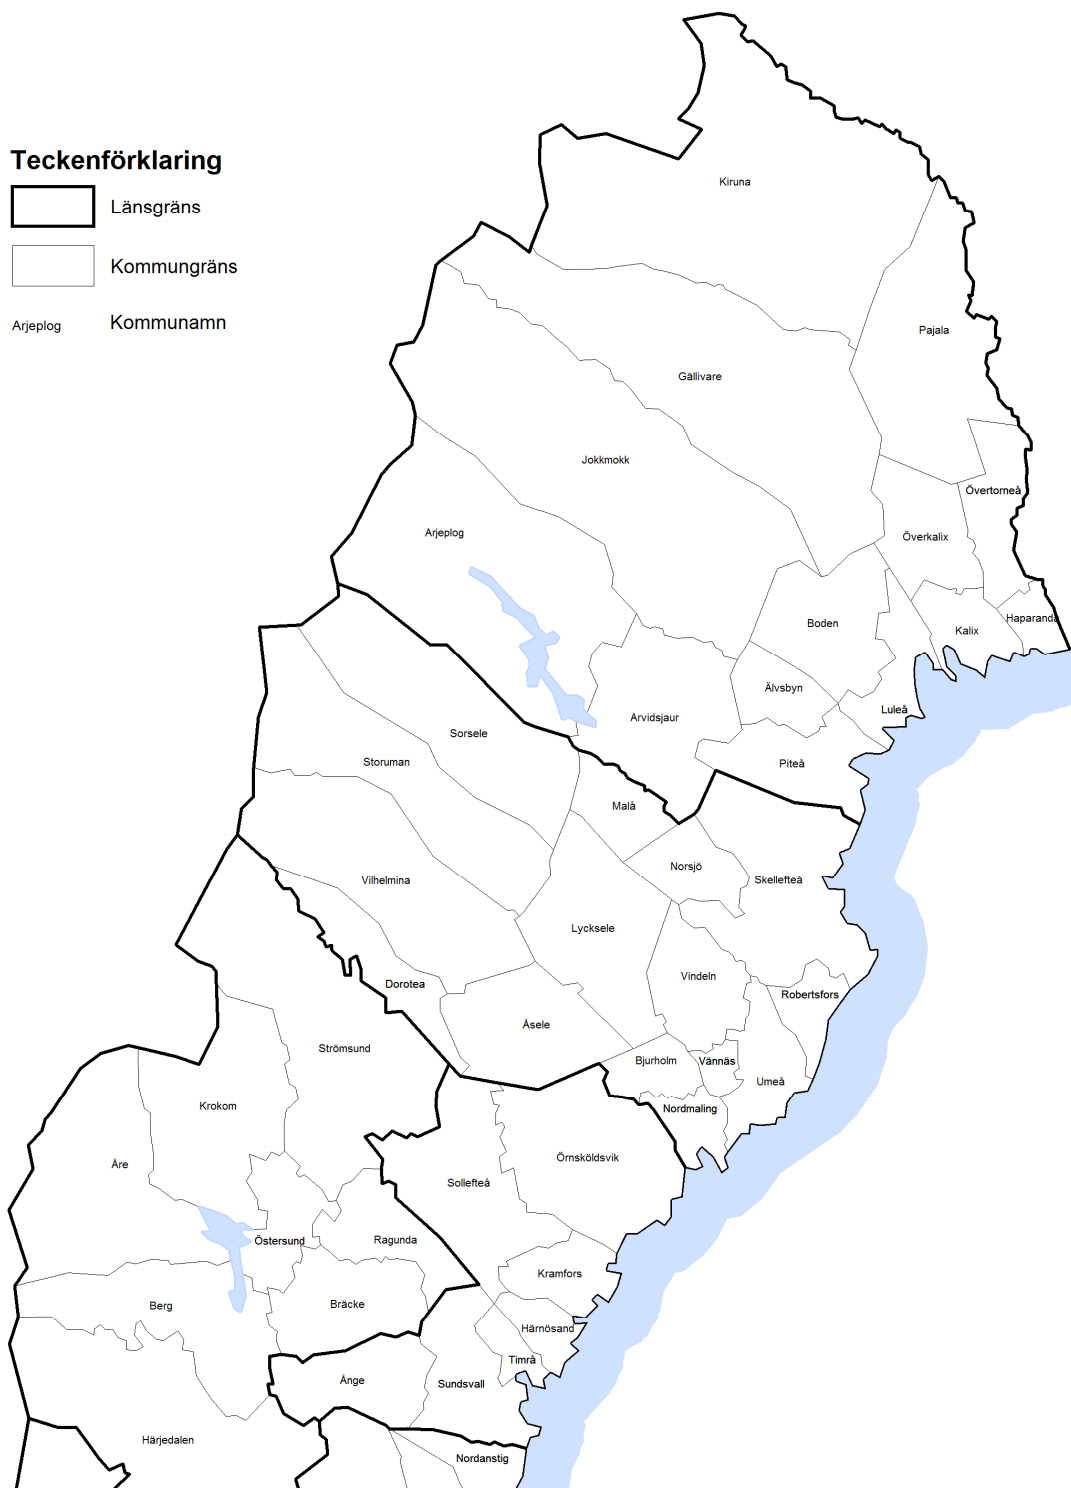 Teckenförklaring
Länsgräns
Kommungräns
Arjeplog
Kommunamn
Kiruna
Pajala
Gällivare
Jokkmokk
Övertorneå
Arjeplog
Överkalix
Boden
Kalix
Haparanda
Älvsbyn
Luleå
Arvidsjaur
Sorsele
Storuman
Piteå
Malå
Norsjö
Skellefteå
Vilhelmina
Lycksele
Vindeln
Dorotea
Robertsfors
Åsele
Strömsund
Bjurholm
Vännäs
Umeå
Krokom
Nordmaling
Åre
Örnsköldsvik
Sollefteå
Östersund
Ragunda
Kramfors
Berg
Bräcke
Härnösand
Timrå
Ånge
Sundsvall
Härjedalen
Nordanstig